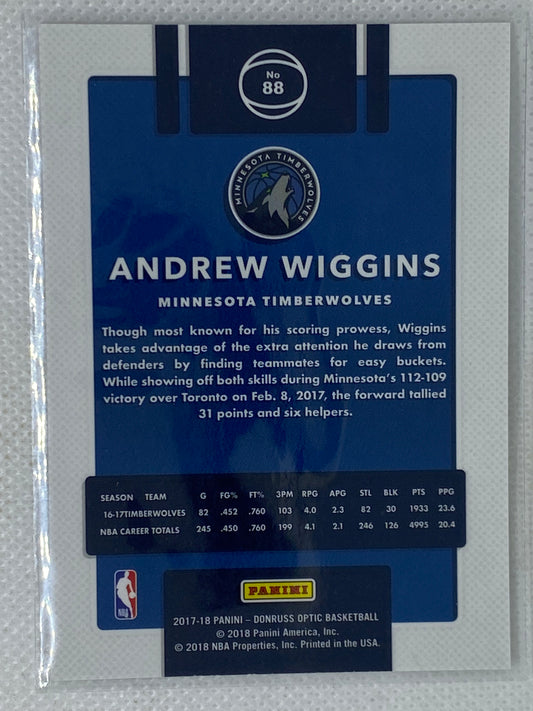 No
88
MINNESOTA TIMBERWOLVES
ANDREW WIGGINS
MINNESOTA TIMBERWOLVES
Though most known for his scoring prowess, Wiggins
takes advantage of the extra attention he draws from
defenders by finding teammates for easy buckets.
While showing off both skills during Minnesota's 112-109
victory over Toronto on Feb. 8, 2017, the forward tallied
31 points and six helpers.
SEASON TEAM G FG% FT% 3PM RPG APG STL BLK PTS PPG
16-17TIMBERWOLVES 82 .452 .760 103 4.0 2.3 82 30 1933 23.6
NBA CAREER TOTALS 245 .450 .760 199 4.1 2.1 246 126 4995 20.4
NBA
PANINI
2017-18 PANINI – DONRUSS OPTIC BASKETBALL
© 2018 Panini America, Inc.
© 2018 NBA Properties, Inc. Printed in the USA.